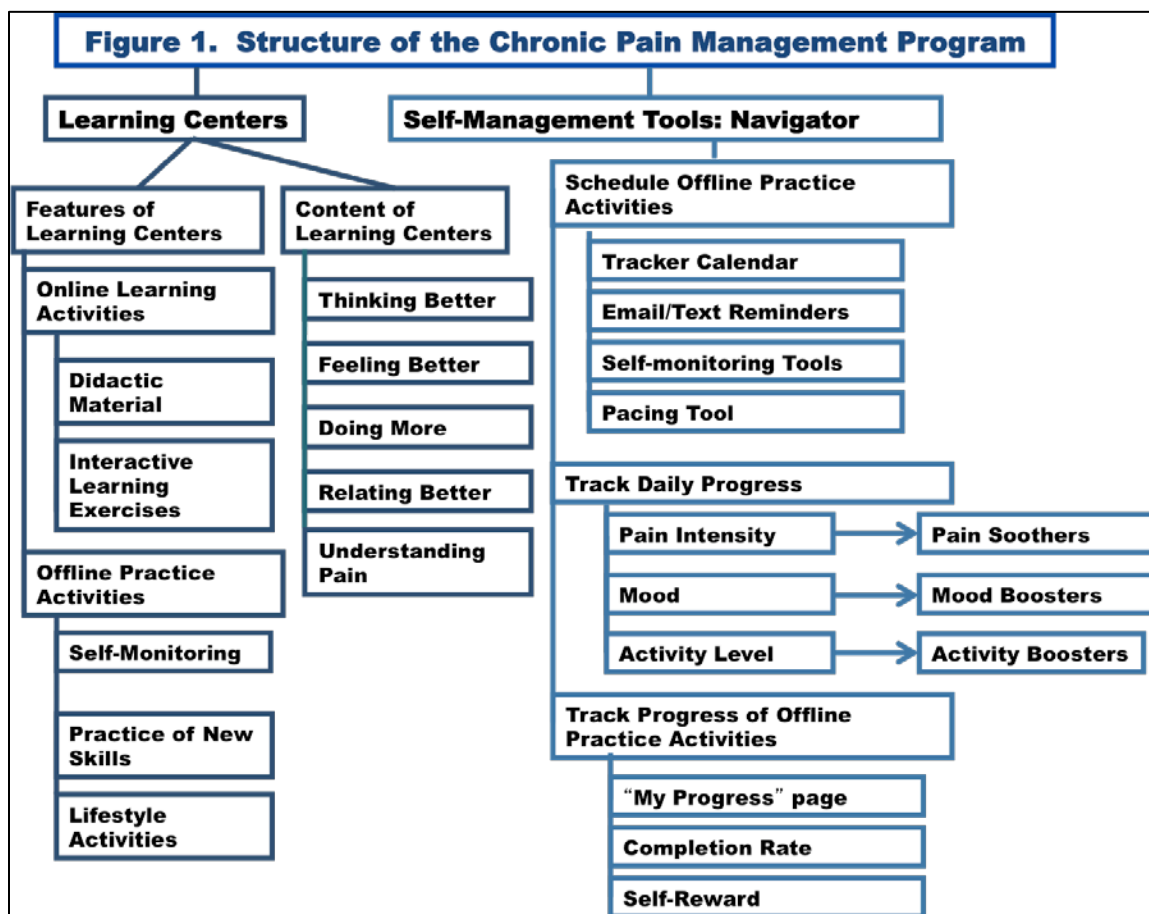 Figure 1. Structure of the Chronic Pain Management Program
Learning Centers
Self-Management Tools: Navigator
Features of
Learning Centers
Online Learning
Activities
Didactic
Material
Interactive
Learning
Exercises
Offline Practice
Activities
Self-Monitoring
Practice of New
Skills
Lifestyle
Activities
Content of
Learning Centers
Thinking Better
Feeling Better
Doing More
Relating Better
Understanding
Pain
Schedule Offline Practice
Activities
Tracker Calendar
Email/Text Reminders
Self-monitoring Tools
Pacing Tool
Track Daily Progress
Pain Intensity
Pain Soothers
Mood
Mood Boosters
Activity Level
Activity Boosters
Track Progress of Offline
Practice Activities
“My Progress” page
Completion Rate
Self-Reward